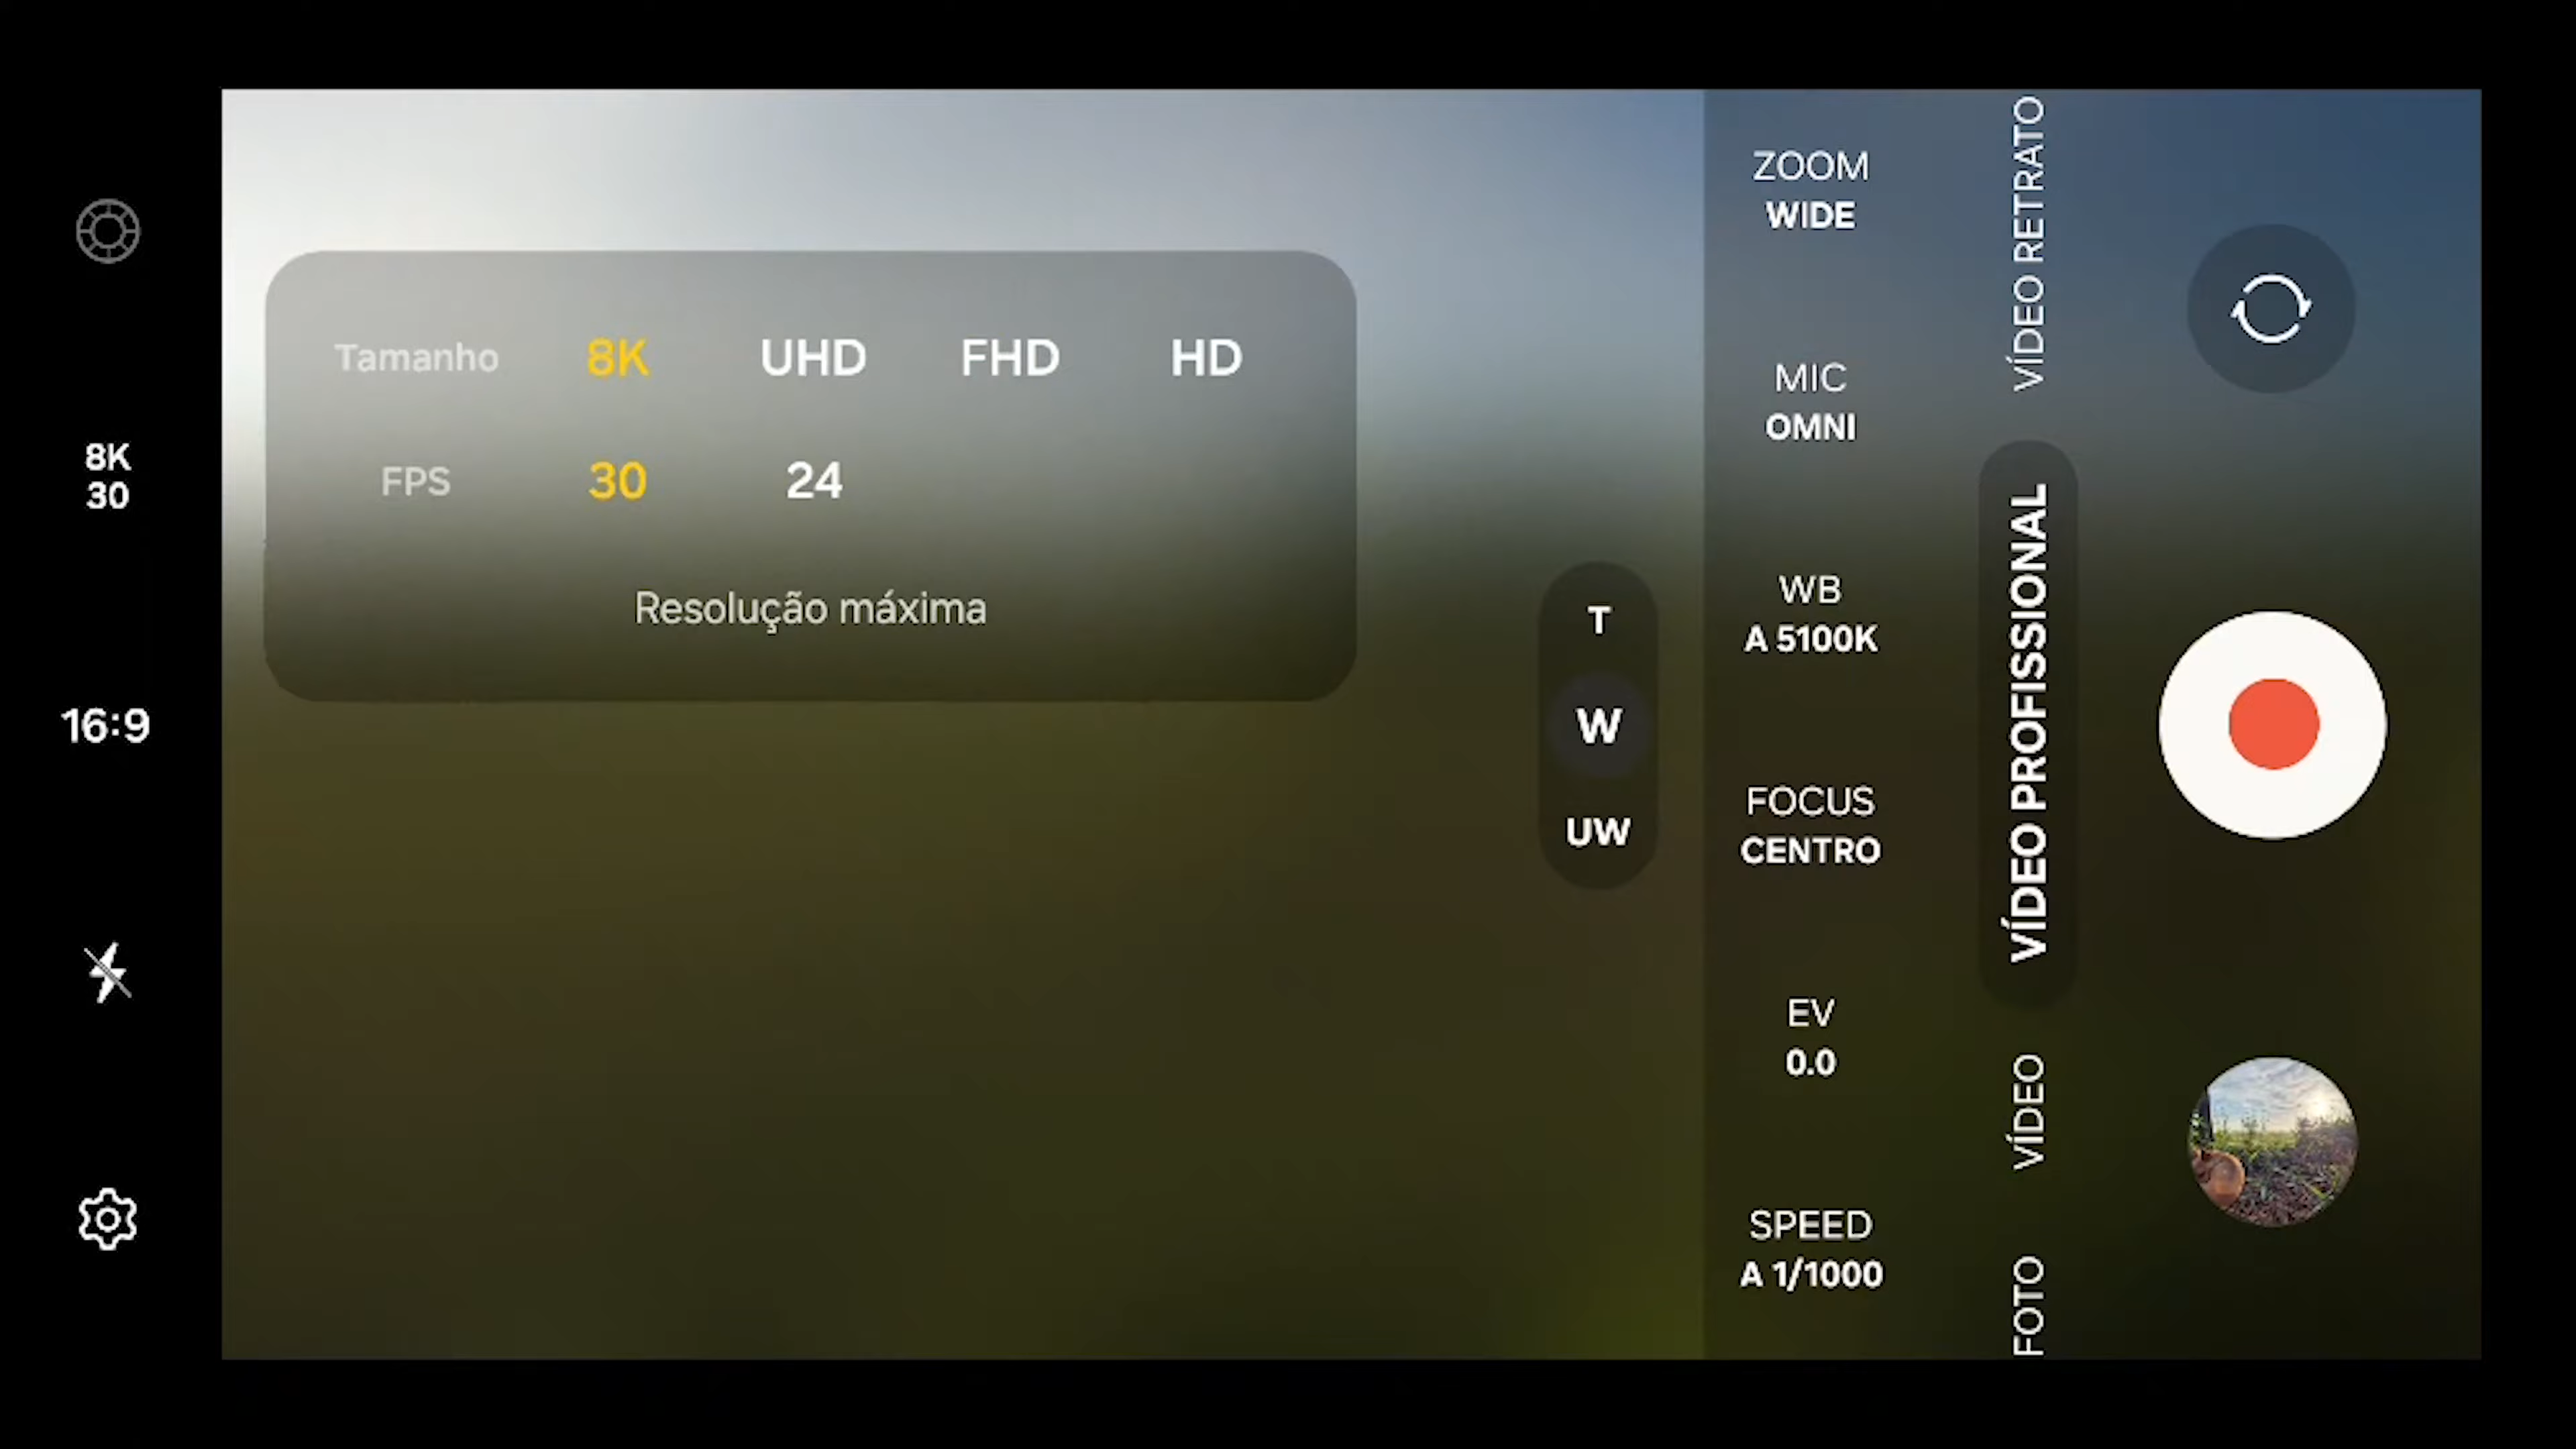 8K
30
16:9
Tamanho 8K UHD FHD HD
FPS 30 24
Resolução máxima
T
W
UW
ZOOM
WIDE
MIC
OMNI
WB
A 5100K
FOCUS
CENTRO
EV
0.0
SPEED
A 1/1000
VÍDEO RETRATO
VÍDEO PROFISSIONAL
VÍDEO
FOTO